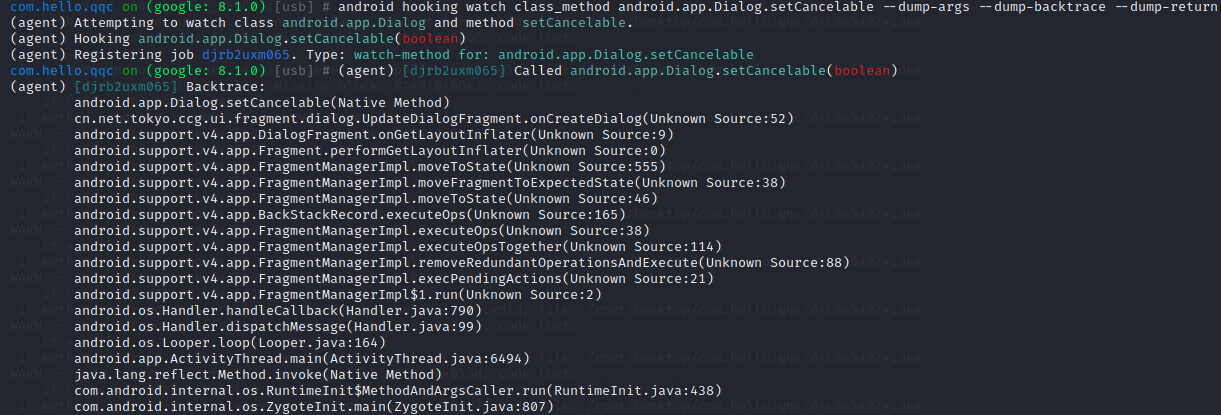 com.hello.qqc on (google: 8.1.0) [usb] # android hooking watch class_method android.app.Dialog.setCancelable --dump-args --dump-backtrace --dump-return
(agent) Attempting to watch class android.app.Dialog and method setCancelable.
(agent) Hooking android.app.Dialog.setCancelable(boolean)
(agent) Registering job djrb2uxm065. Type: watch-method for: android.app.Dialog.setCancelable
com.hello.qqc on (google: 8.1.0) [usb] # (agent) [djrb2uxm065] Called android.app.Dialog.setCancelable(boolean)
(agent) [djrb2uxm065] Backtrace:
android.app.Dialog.setCancelable(Native Method)
cn.net.tokyo.ccg.ui.fragment.dialog.UpdateDialogFragment.onCreateDialog(Unknown Source:52)
android.support.v4.app.DialogFragment.onGetLayoutInflater(Unknown Source:9)
android.support.v4.app.Fragment.performGetLayoutInflater(Unknown Source:0)
android.support.v4.app.FragmentManagerImpl.moveToState(Unknown Source:555)
android.support.v4.app.FragmentManagerImpl.moveFragmentToExpectedState(Unknown Source:38)
android.support.v4.app.FragmentManagerImpl.moveToState(Unknown Source:46)
android.support.v4.app.BackStackRecord.executeOps(Unknown Source:165)
android.support.v4.app.FragmentManagerImpl.executeOps(Unknown Source:38)
android.support.v4.app.FragmentManagerImpl.executeOpsTogether(Unknown Source:114)
android.support.v4.app.FragmentManagerImpl.removeRedundantOperationsAndExecute(Unknown Source:88)
android.support.v4.app.FragmentManagerImpl.execPendingActions(Unknown Source:21)
android.support.v4.app.FragmentManagerImpl$1.run(Unknown Source:2)
android.os.Handler.handleCallback(Handler.java:790)
android.os.Handler.dispatchMessage(Handler.java:99)
android.os.Looper.loop(Looper.java:164)
android.app.ActivityThread.main(ActivityThread.java:6494)
java.lang.reflect.Method.invoke(Native Method)
com.android.internal.os.RuntimeInit$MethodAndArgsCaller.run(RuntimeInit.java:438)
com.android.internal.os.ZygoteInit.main(ZygoteInit.java:807)